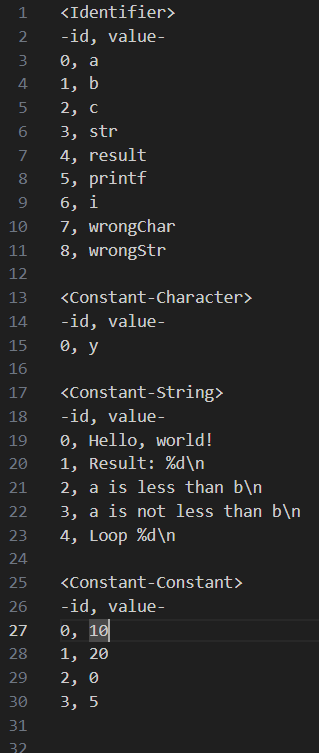 1 <Identifier>
2 -id, value-
3 0, a
4 1, b
5 2, c
6 3, str
7 4, result
8 5, printf
9 6, i
10 7, wrongChar
11 8, wrongStr
12
13 <Constant-Character>
14 -id, value-
15 0, y
16
17 <Constant-String>
18 -id, value-
19 0, Hello, world!
20 1, Result: %d\n
21 2, a is less than b\n
22 3, a is not less than b\n
23 4, Loop %d\n
24
25 <Constant-Constant>
26 -id, value-
27 0, 10
28 1, 20
29 2, 0
30 3, 5
31
32